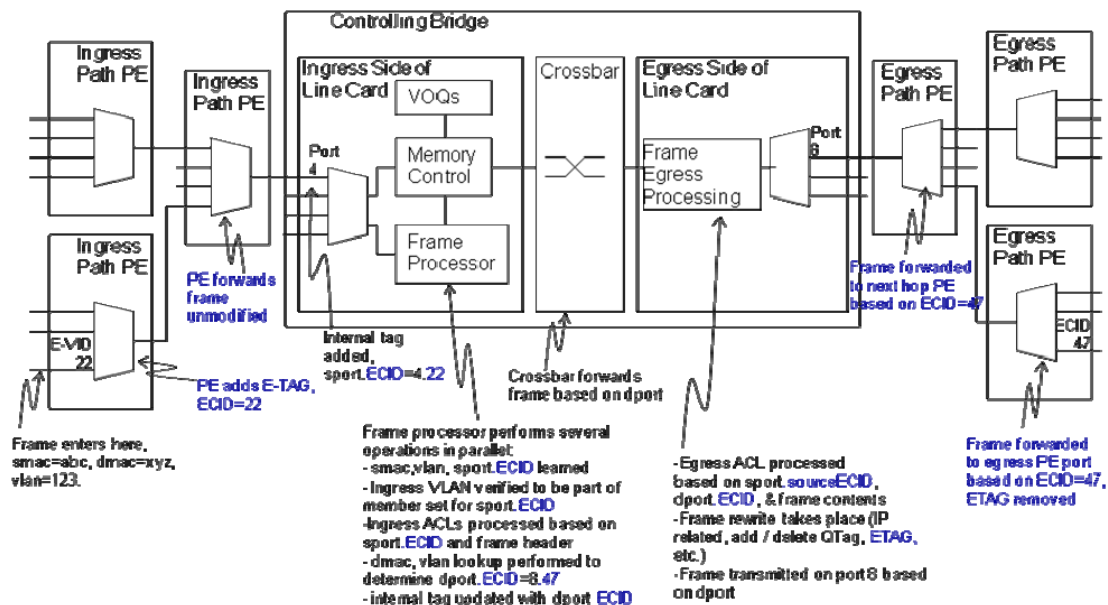 Controlling Bridge
Ingress
Path PE
Ingress
Path PE
Ingress Side of
Line Card
VOQs
Port
4
Memory
Control
Frame
Processor
Crossbar
Egress Side of
Line Card
Frame
Egress
Processing
Port
8
Egress
Path PE
Egress
Path PE
Ingress
Path PE
E-VID
22
Egress
Path PE
ECID
47
PE forwards
frame
unmodified
Frame forwarded
to next hop PE
based on ECID=47
Internal tag
added,
sport.ECID=4.22
Crossbar forwards
frame based on dport
PE adds E-TAG,
ECID=22
Frame enters here,
smac=abc, dmac=xyz,
vlan=123.
Frame processor performs several
operations in parallet
-smac,vlan, sport.ECID learned
-Ingress VLAN verified to be part of
member set for sport.ECID
-Ingress ACLs processed based on
sport.ECID and frame header
- dmac, vlan lookup performed to
determine dport.ECID=8.47
- internal tag updated with dport ECID
-Egress ACL processed
based on sport.sourceECID,
dport.ECID, & frame contents
-Frame rewrite takes place (IP
related, add / delete QTag, ETAG,
etc.)
-Frame transmitted on port 8 based
on dport
Frame forwarded
to egress PE port
based on ECID=47,
ETAG removed